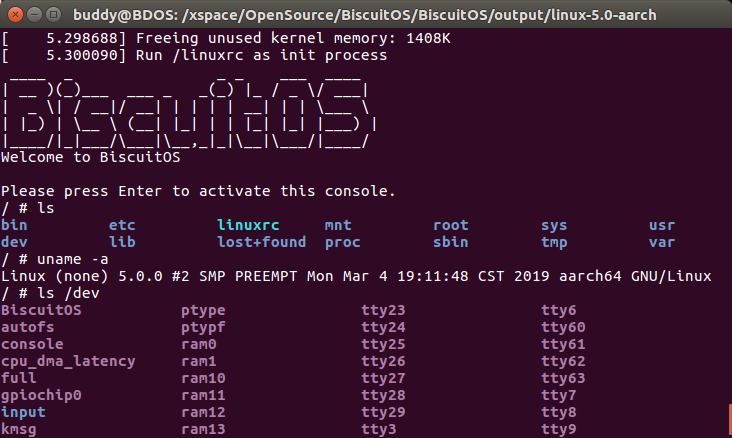 buddy@BDOS: /xspace/OpenSource/BiscuitOS/BiscuitOS/output/linux-5.0-aarch
[    5.298688] Freeing unused kernel memory: 1408K
[    5.300090] Run /linuxrc as init process
BiscuitOS
Welcome to BiscuitOS
Please press Enter to activate this console.
/ # ls
bin etc linuxrc mnt root sys usr
dev lib lost+found proc sbin tmp var
/ # uname -a
Linux (none) 5.0.0 #2 SMP PREEMPT Mon Mar 4 19:11:48 CST 2019 aarch64 GNU/Linux
/ # ls /dev
BiscuitOS ptype tty23 tty6
autofs ptypf tty24 tty60
console ram0 tty25 tty61
cpu_dma_latency ram1 tty26 tty62
full ram10 tty27 tty63
gpiochip0 ram11 tty28 tty7
input ram12 tty29 tty8
kmsg ram13 tty3 tty9